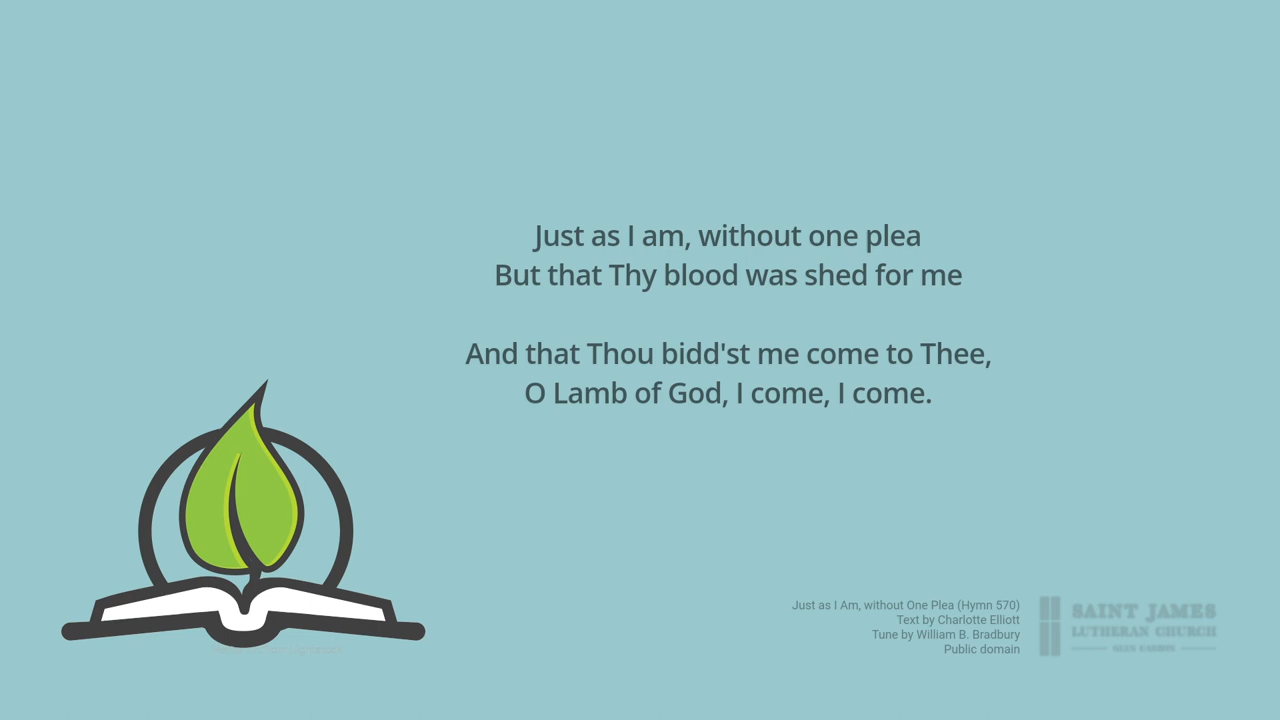 Just as I am, without one plea
But that Thy blood was shed for me
And that Thou bidd'st me come to Thee,
O Lamb of God, I come, I come.
Just as I Am, without One Plea (Hymn 570)
Text by Charlotte Elliott
Tune by William B. Bradbury
Public domain
SAINT JAMES
LUTHERAN CHURCH